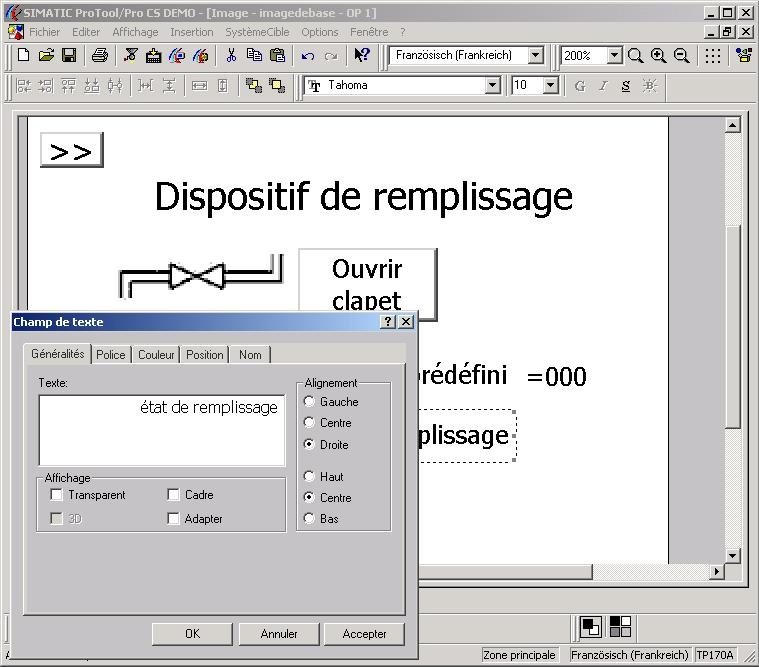 SIMATIC ProTool/Pro CS DEMO - [Image - imagedebase - OP 1]
Fichier Editer Affichage Insertion SystèmeCible Options Fenêtre ?
Französisch (Frankreich) 200%
Tahoma 10 G I S B
>>
Dispositif de remplissage
Ouvrir
clapet
Champ de texte
Généralités Police Couleur Position Nom
Texte:
état de remplissage
Alignement
Gauche
Centre
Droite
Haut
Centre
Bas
Affichage
Transparent Cadre
3D Adapter
OK Annuler Accepter
prédéfini =000
plissage
Zone principale Französisch (Frankreich) TP170A